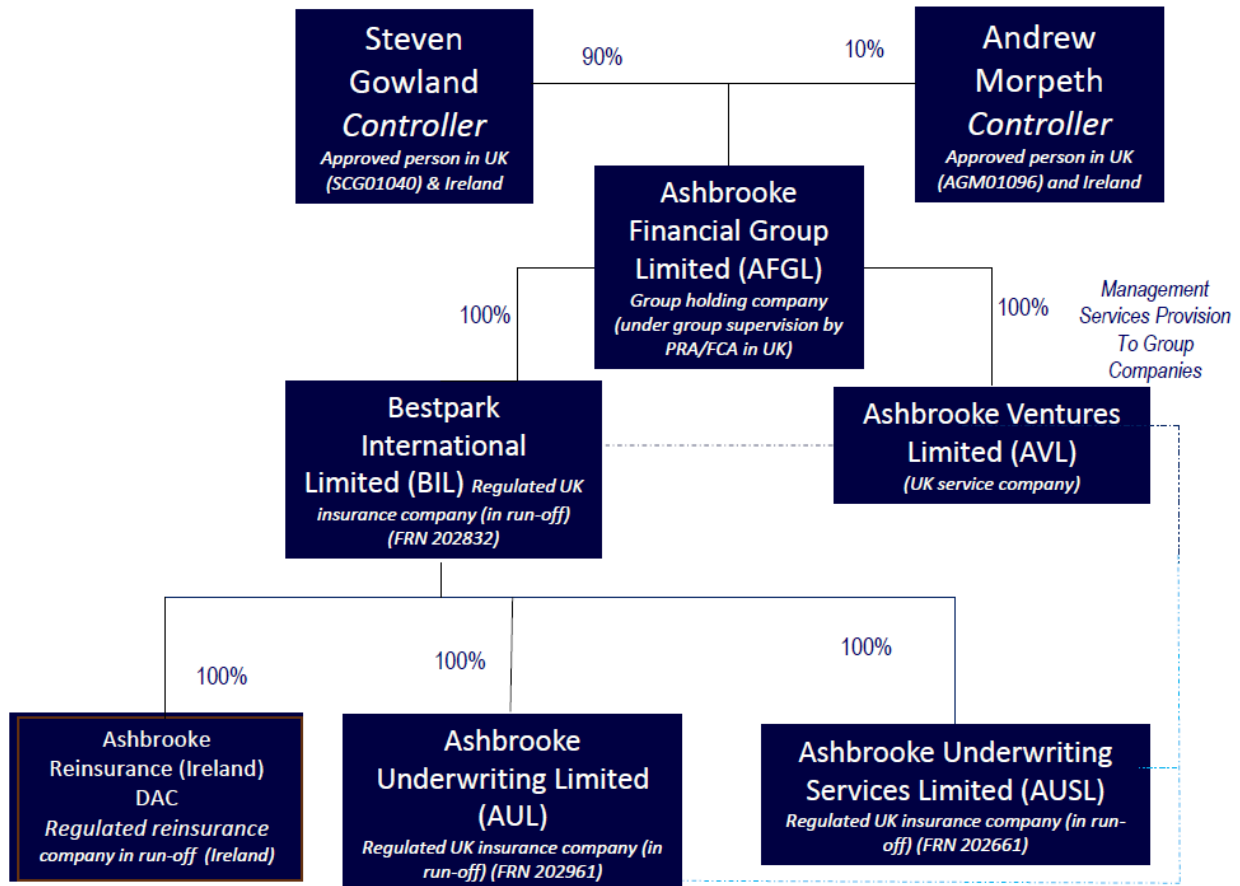 Steven
Gowland
Controller
Approved person in UK
(SCG01040) & Ireland
90%
10%
Andrew
Morpeth
Controller
Approved person in UK
(AGM01096) and Ireland
Ashbrooke
Financial Group
Limited (AFGL)
Group holding company
(under group supervision by
PRA/FCA in UK)
100%
100%
Management
Services Provision
To Group
Companies
Bestpark
International
Limited (BIL) Regulated UK
insurance company (in run-off)
(FRN 202832)
Ashbrooke Ventures
Limited (AVL)
(UK service company)
100%
100%
100%
Ashbrooke
Reinsurance (Ireland)
DAC
Regulated reinsurance
company in run-off (Ireland)
Ashbrooke
Underwriting Limited
(AUL)
Regulated UK insurance company (in
run-off) (FRN 202961)
Ashbrooke Underwriting
Services Limited (AUSL)
Regulated UK insurance company (in run-
off) (FRN 202661)